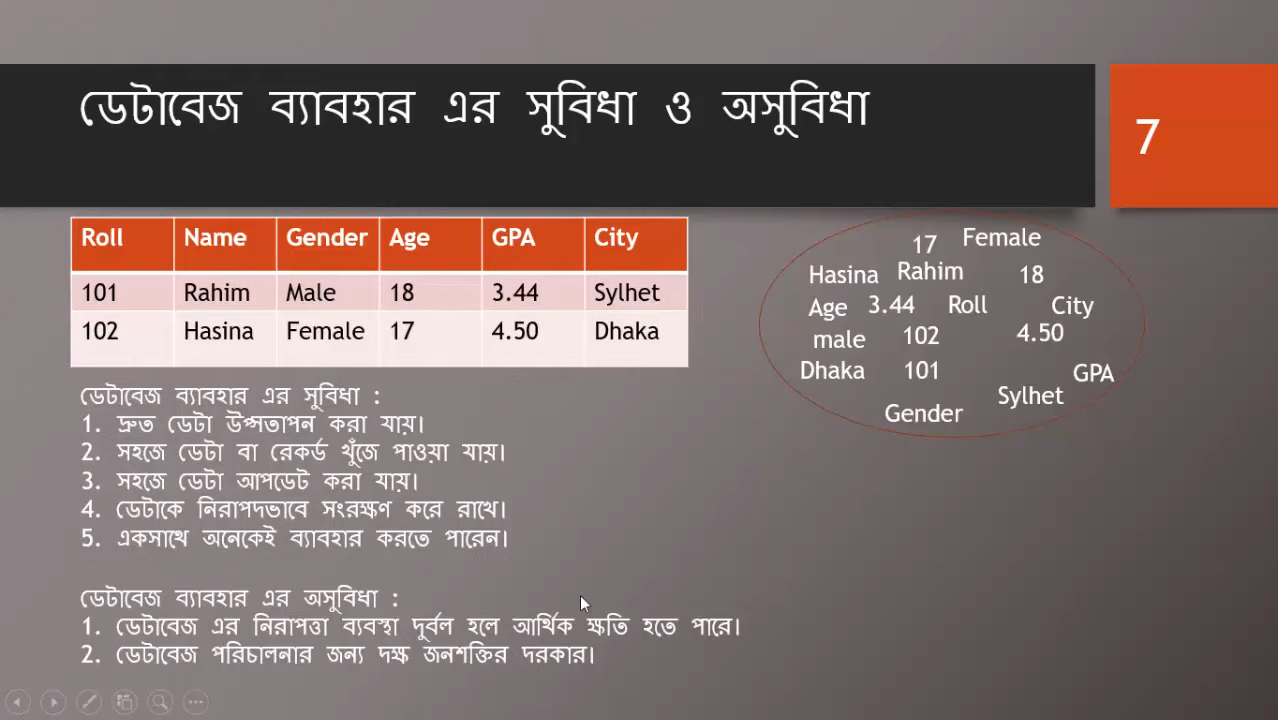 ডেটাবেজ ব্যাবহার এর সুবিধা ও অসুবিধা
7
Roll Name Gender Age GPA City
101 Rahim Male 18 3.44 Sylhet
102 Hasina Female 17 4.50 Dhaka
17 Female
Hasina Rahim 18
Age 3.44 Roll City
male 102 4.50
Dhaka 101 GPA
Sylhet
Gender
ডেটাবেজ ব্যাবহার এর সুবিধা :
1. দ্রুত ডেটা উপ্সতাপন করা যায়।
2. সহজে ডেটা বা রেকর্ড খুঁজে পাওয়া যায়।
3. সহজে ডেটা আপডেট করা যায়।
4. ডেটাকে নিরাপদভাবে সংরক্ষণ করে রাখে।
5. একসাথে অনেকেই ব্যাবহার করতে পারেন।
ডেটাবেজ ব্যাবহার এর অসুবিধা :
1. ডেটাবেজ এর নিরাপত্তা ব্যবস্থা দুর্বল হলে আর্থিক ক্ষতি হতে পারে।
2. ডেটাবেজ পরিচালনার জন্য দক্ষ জনশক্তির দরকার।